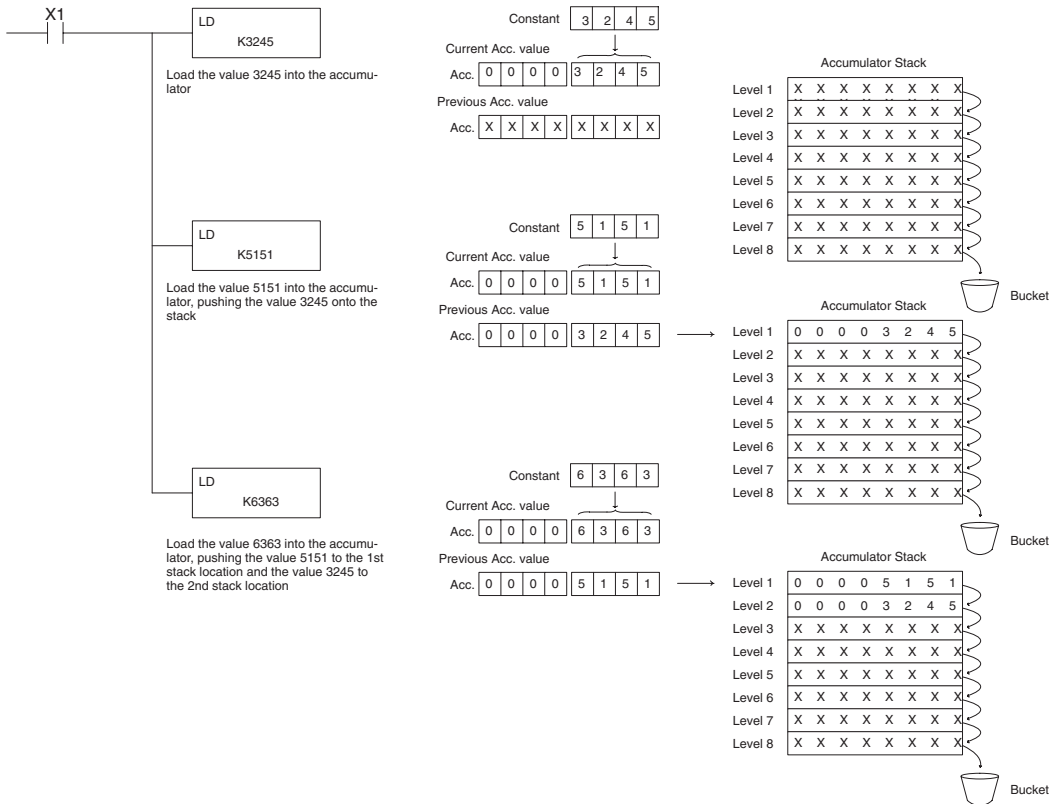 X1
LD
K3245
Load the value 3245 into the accumu-
lator
Constant 3 2 4 5
Current Acc. value
Acc. 0 0 0 0 3 2 4 5
Previous Acc. value
Acc. X X X X X X X X
Accumulator Stack
Level 1 X X X X X X X X
Level 2 X X X X X X X X
Level 3 X X X X X X X X
Level 4 X X X X X X X X
Level 5 X X X X X X X X
Level 6 X X X X X X X X
Level 7 X X X X X X X X
Level 8 X X X X X X X X
Bucket
LD
K5151
Load the value 5151 into the accumu-
lator, pushing the value 3245 onto the
stack
Constant 5 1 5 1
Current Acc. value
Acc. 0 0 0 0 5 1 5 1
Previous Acc. value
Acc. 0 0 0 0 3 2 4 5
Accumulator Stack
Level 1 0 0 0 0 3 2 4 5
Level 2 X X X X X X X X
Level 3 X X X X X X X X
Level 4 X X X X X X X X
Level 5 X X X X X X X X
Level 6 X X X X X X X X
Level 7 X X X X X X X X
Level 8 X X X X X X X X
Bucket
LD
K6363
Load the value 6363 into the accumu-
lator, pushing the value 5151 to the 1st
stack location and the value 3245 to
the 2nd stack location
Constant 6 3 6 3
Current Acc. value
Acc. 0 0 0 0 6 3 6 3
Previous Acc. value
Acc. 0 0 0 0 5 1 5 1
Accumulator Stack
Level 1 0 0 0 0 5 1 5 1
Level 2 0 0 0 0 3 2 4 5
Level 3 X X X X X X X X
Level 4 X X X X X X X X
Level 5 X X X X X X X X
Level 6 X X X X X X X X
Level 7 X X X X X X X X
Level 8 X X X X X X X X
Bucket